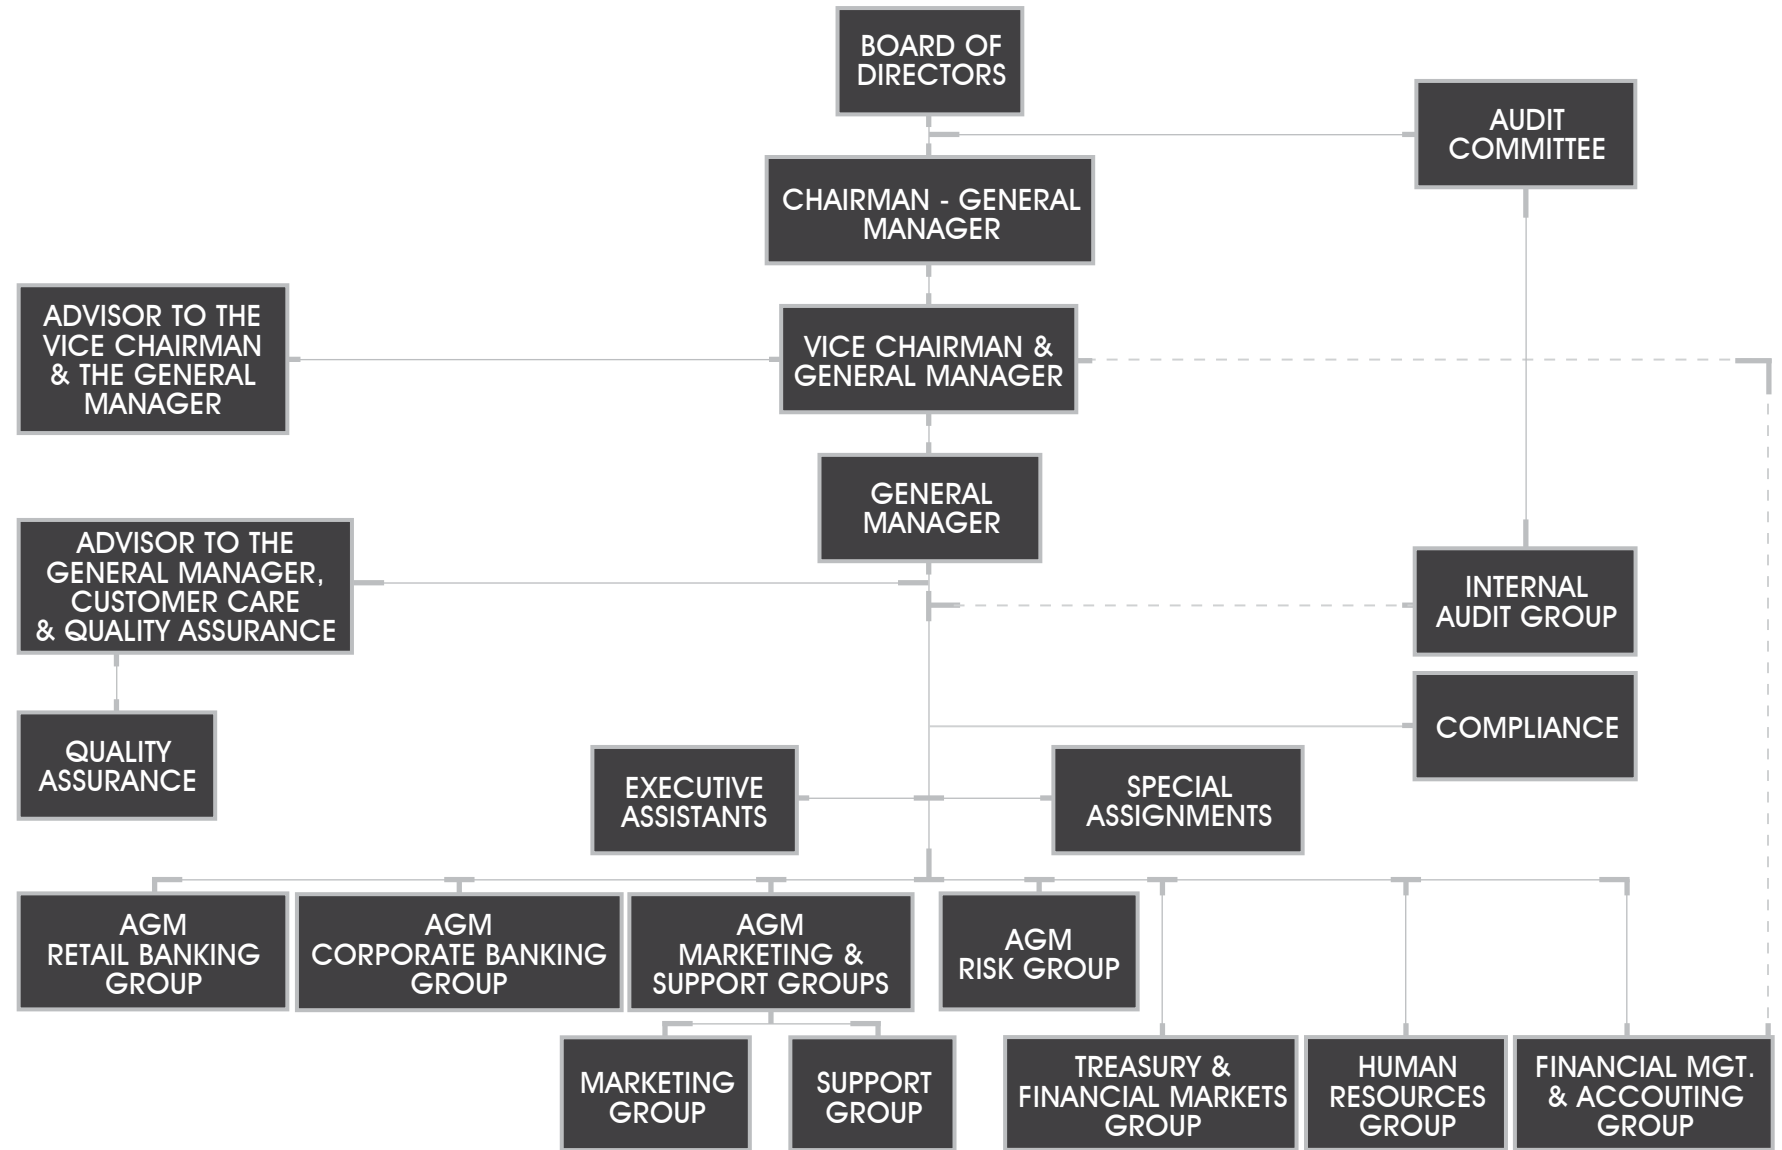 BOARD OF
DIRECTORS
AUDIT
COMMITTEE
CHAIRMAN - GENERAL
MANAGER
ADVISOR TO THE
VICE CHAIRMAN
& THE GENERAL
MANAGER
VICE CHAIRMAN &
GENERAL MANAGER
GENERAL
MANAGER
ADVISOR TO THE
GENERAL MANAGER,
CUSTOMER CARE
& QUALITY ASSURANCE
INTERNAL
AUDIT GROUP
COMPLIANCE
QUALITY
ASSURANCE
EXECUTIVE
ASSISTANTS
SPECIAL
ASSIGNMENTS
AGM
RETAIL BANKING
GROUP
AGM
CORPORATE BANKING
GROUP
AGM
MARKETING &
SUPPORT GROUPS
AGM
RISK GROUP
MARKETING
GROUP
SUPPORT
GROUP
TREASURY &
FINANCIAL MARKETS
GROUP
HUMAN
RESOURCES
GROUP
FINANCIAL MGT.
& ACCOUTING
GROUP